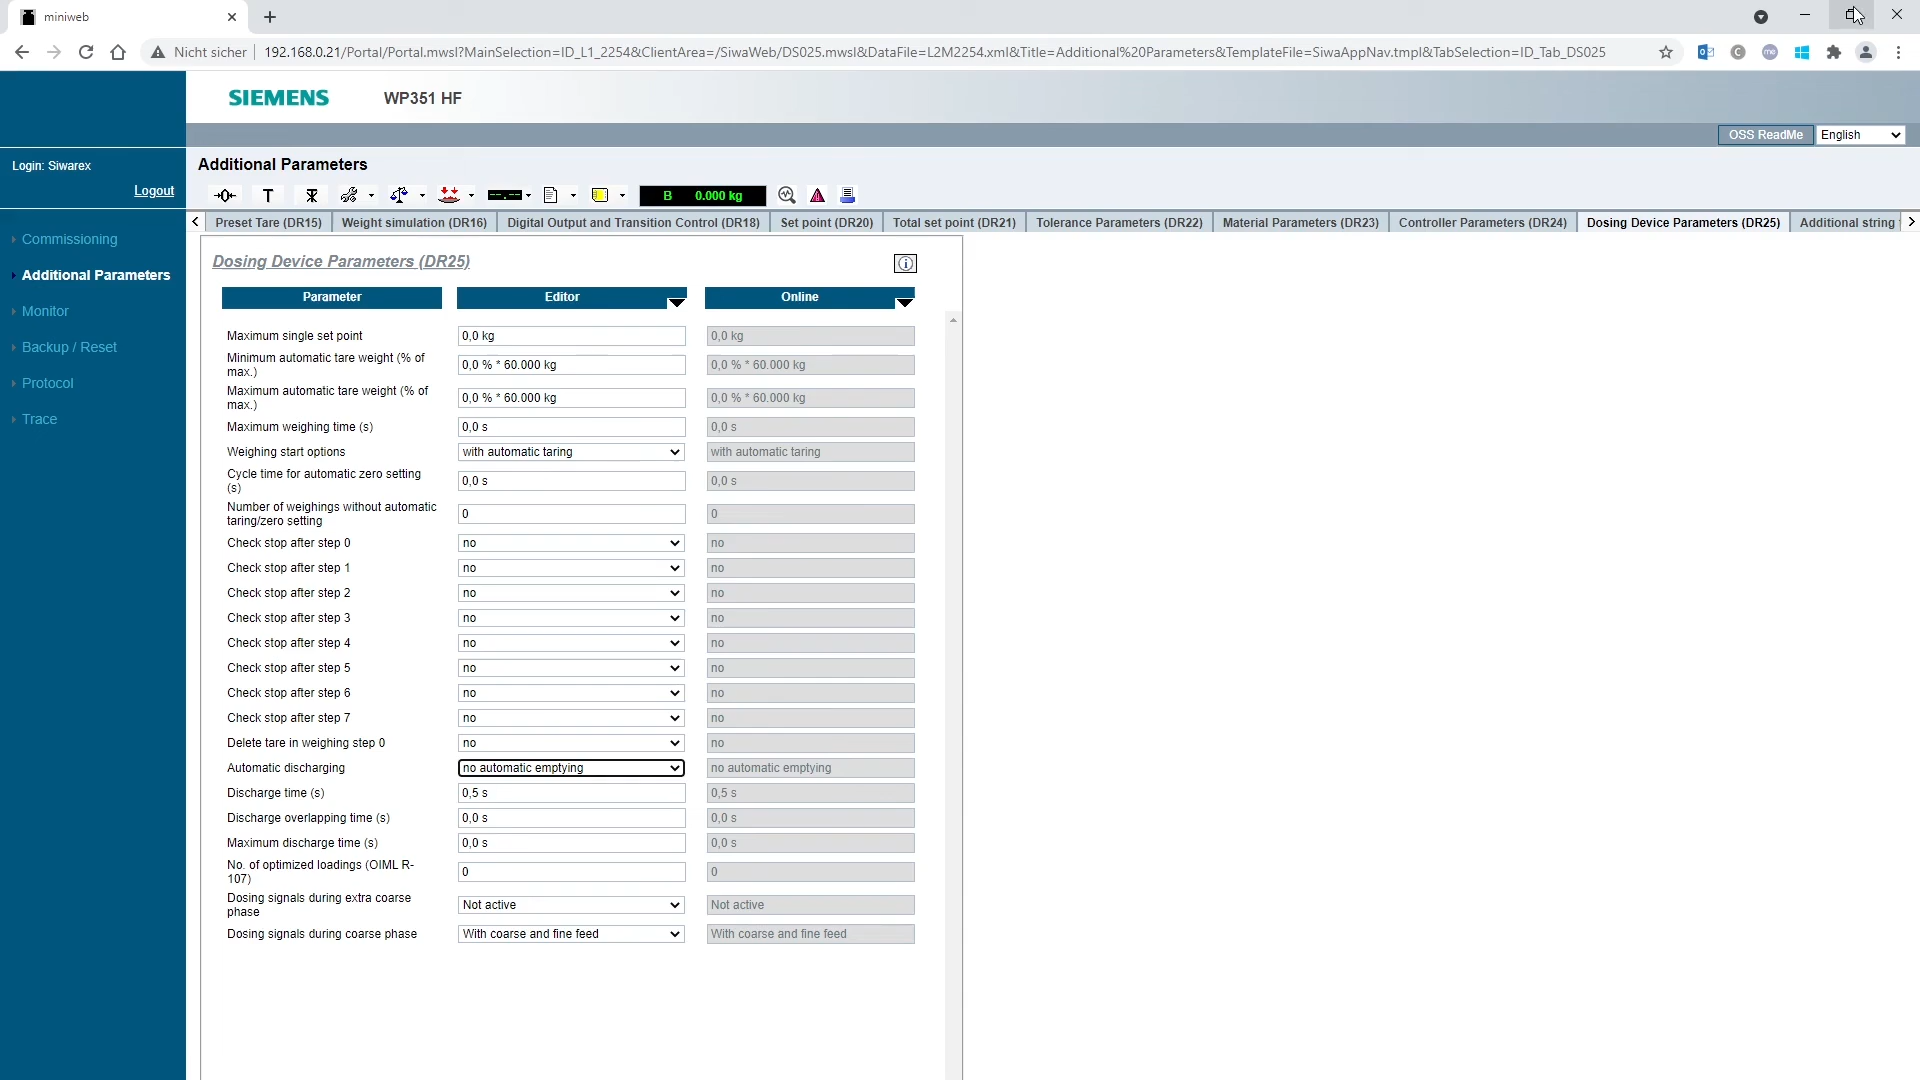 miniweb
Nicht sicher 192.168.0.21/Portal/Portal.mwsl?MainSelection=ID_L1_2254&ClientArea=/SiwaWeb/DS025.mwsl&DataFile=L2M2254.xml&Title=Additional%20Parameters&TemplateFile=SiwaAppNav.tmpl&TabSelection=ID_Tab_DS025
SIEMENS WP351 HF
OSS ReadMe English
Login: Siwarex
Logout
Commissioning
Additional Parameters
Monitor
Backup / Reset
Protocol
Trace
Additional Parameters
T B 0.000 kg
Preset Tare (DR15) Weight simulation (DR16) Digital Output and Transition Control (DR18) Set point (DR20) Total set point (DR21) Tolerance Parameters (DR22) Material Parameters (DR23) Controller Parameters (DR24) Dosing Device Parameters (DR25) Additional string
Dosing Device Parameters (DR25)
Parameter Editor Online
Maximum single set point 0,0 kg 0,0 kg
Minimum automatic tare weight (% of
max.) 0,0 % * 60.000 kg 0,0 % * 60.000 kg
Maximum automatic tare weight (% of
max.) 0,0 % * 60.000 kg 0,0 % * 60.000 kg
Maximum weighing time (s) 0,0 s 0,0 s
Weighing start options with automatic taring with automatic taring
Cycle time for automatic zero setting
(s) 0,0 s 0,0 s
Number of weighings without automatic
taring/zero setting 0 0
Check stop after step 0 no no
Check stop after step 1 no no
Check stop after step 2 no no
Check stop after step 3 no no
Check stop after step 4 no no
Check stop after step 5 no no
Check stop after step 6 no no
Check stop after step 7 no no
Delete tare in weighing step 0 no no
Automatic discharging no automatic emptying no automatic emptying
Discharge time (s) 0,5 s 0,5 s
Discharge overlapping time (s) 0,0 s 0,0 s
Maximum discharge time (s) 0,0 s 0,0 s
No. of optimized loadings (OIML R-
107) 0 0
Dosing signals during extra coarse
phase Not active Not active
Dosing signals during coarse phase With coarse and fine feed With coarse and fine feed